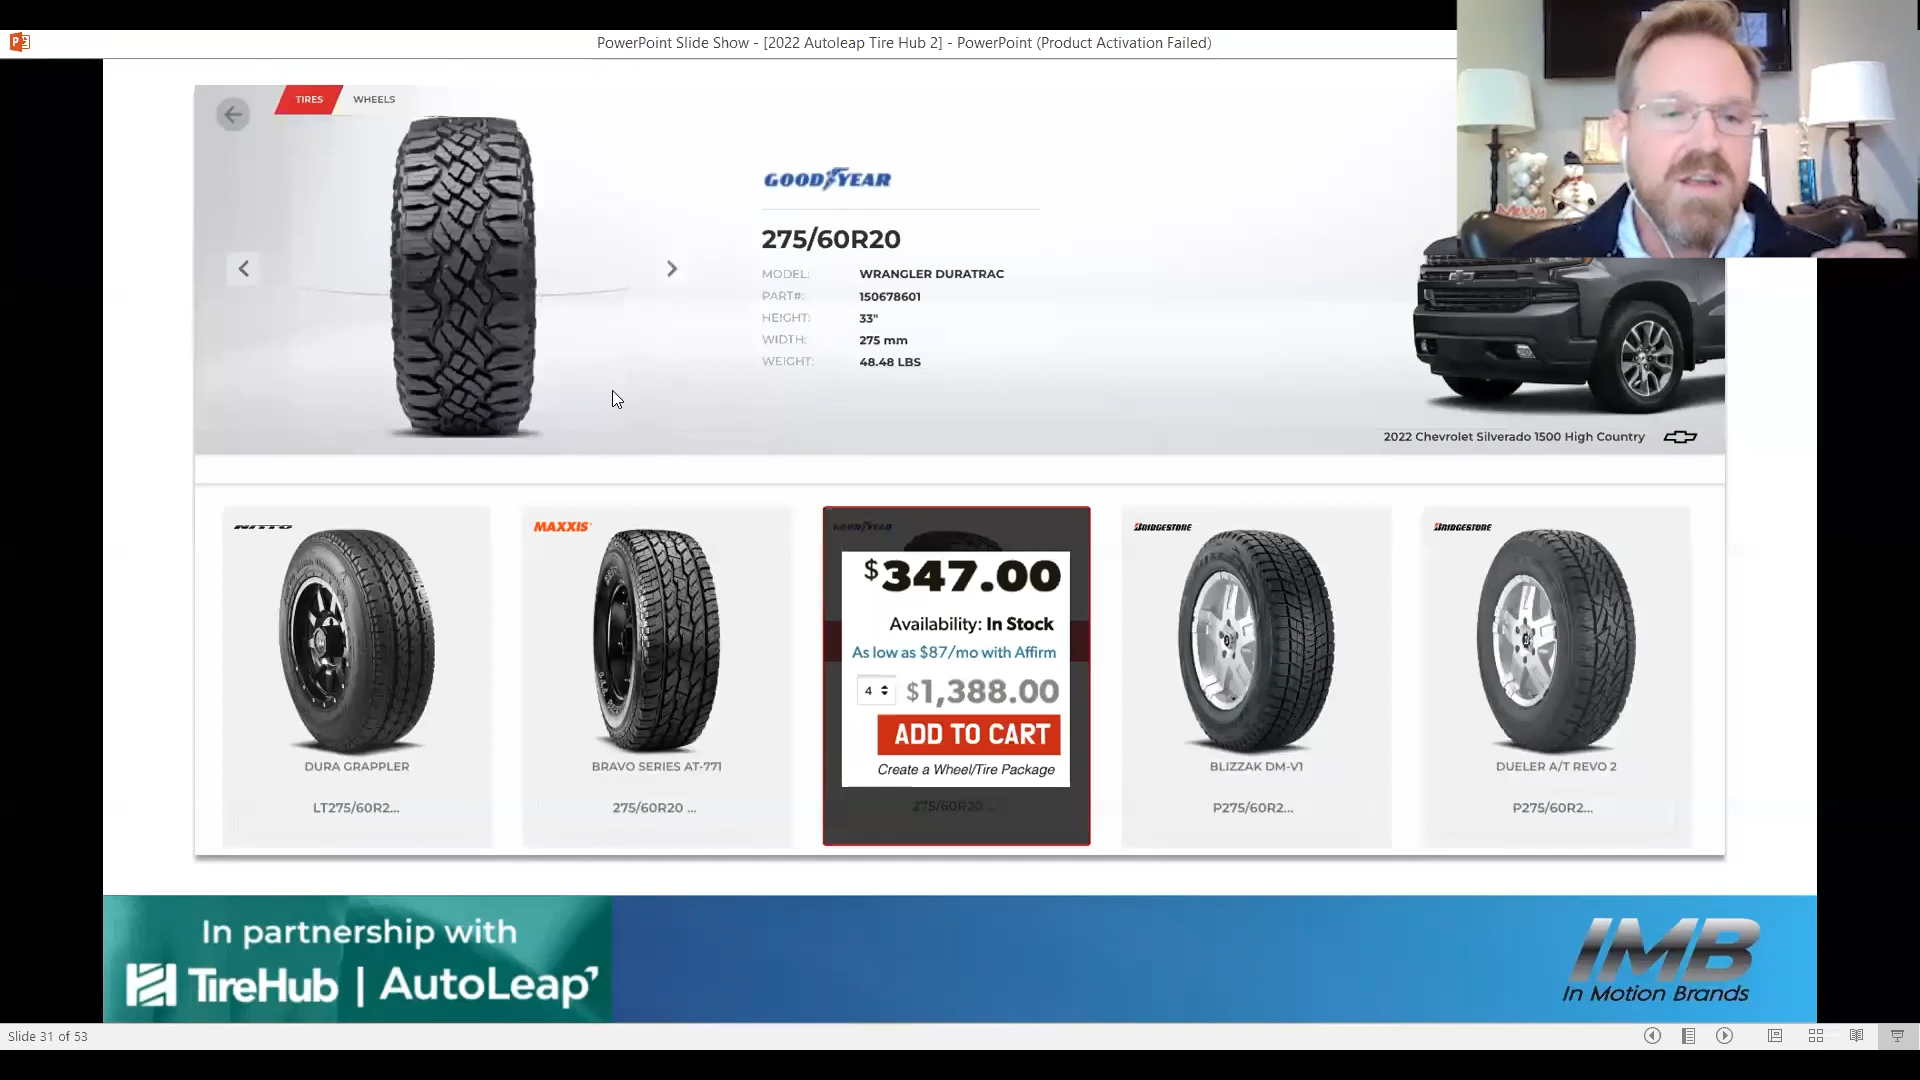 PowerPoint Slide Show - [2022 Autoleap Tire Hub 2] - PowerPoint (Product Activation Failed)
TIRES
WHEELS
GOODYEAR
275/60R20
MODEL: WRANGLER DURATRAC
PART#: 150678601
HEIGHT: 33"
WIDTH: 275 mm
WEIGHT: 48.48 LBS
2022 Chevrolet Silverado 1500 High Country
NITTO
DURA GRAPPLER
LT275/60R2...
MAXXIS
BRAVO SERIES AT-771
275/60R20 ...
GOODYEAR
$347.00
Availability: In Stock
As low as $87/mo with Affirm
4 $1,388.00
ADD TO CART
Create a Wheel/Tire Package
275/60R20 ...
BRIDGESTONE
BLIZZAK DM-V1
P275/60R2...
BRIDGESTONE
DUELER A/T REVO 2
P275/60R2...
In partnership with
TireHub | AutoLeap
IMB
In Motion Brands
Slide 31 of 53